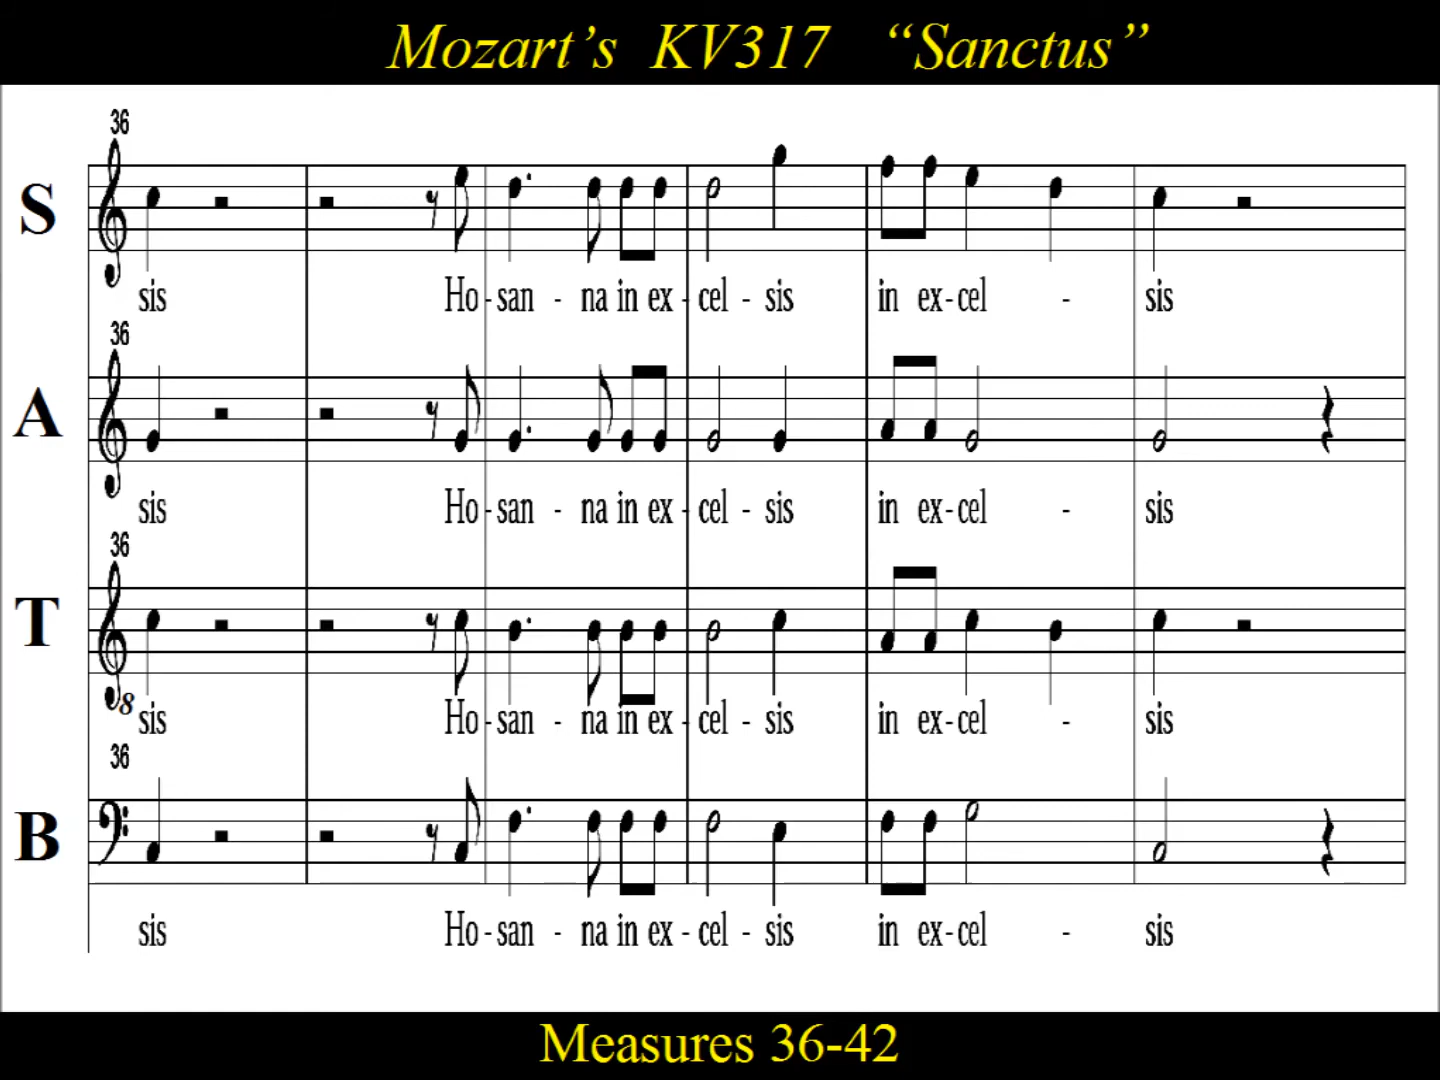 Mozart’s KV317 “Sanctus”
36
S
sis Ho - san - na in ex - cel - sis in ex - cel - sis
36
A
sis Ho - san - na in ex - cel - sis in ex - cel - sis
36
T
8
sis Ho - san - na in ex - cel - sis in ex - cel - sis
36
B
sis Ho - san - na in ex - cel - sis in ex - cel - sis
Measures 36-42